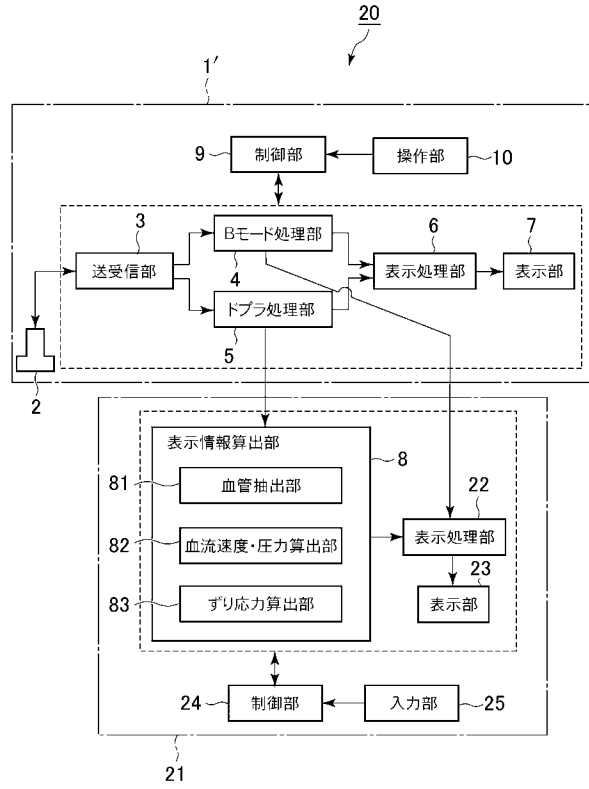 20
1′
9
制御部
操作部
10
3
送受信部
Bモード処理部
4
6
表示処理部
7
表示部
ドプラ処理部
5
2
表示情報算出部
8
81
血管抽出部
22
表示処理部
82
血流速度・圧力算出部
23
表示部
83
ずり応力算出部
24
制御部
入力部
25
21